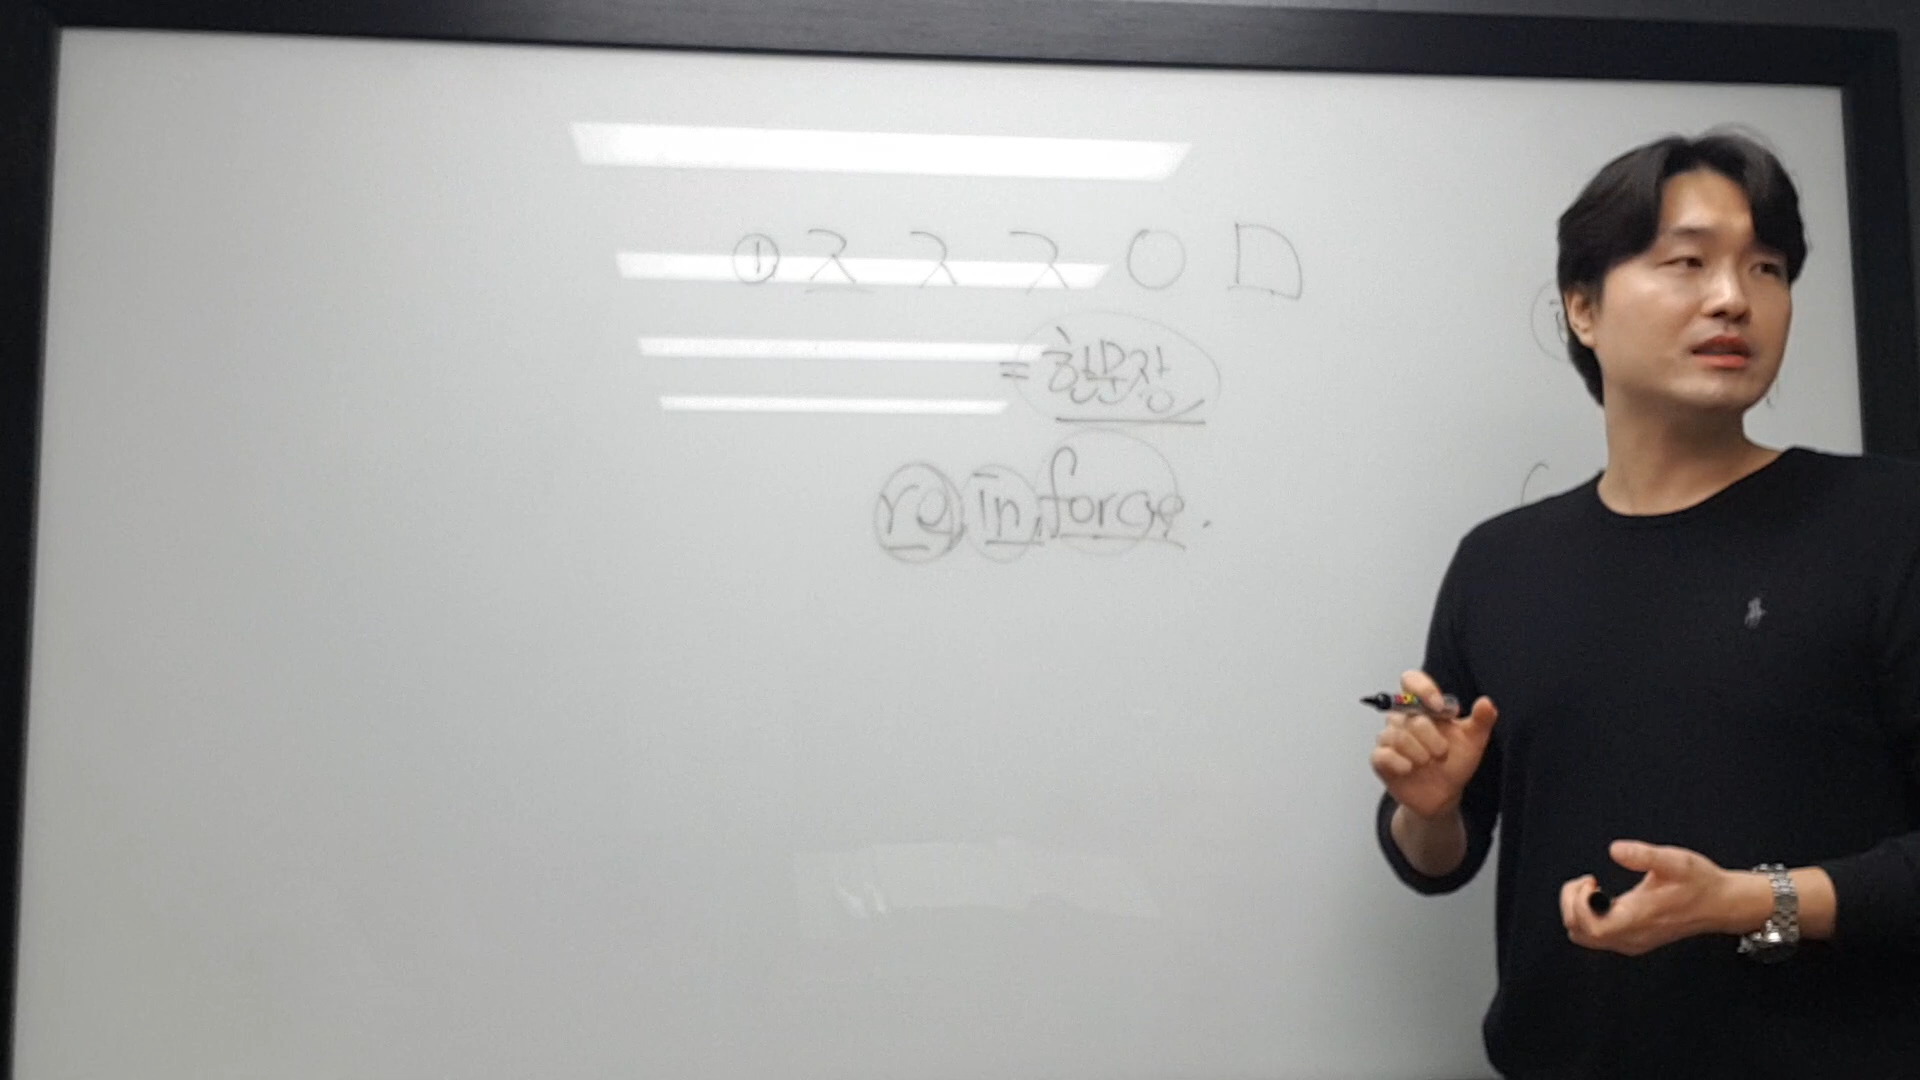 ① ㅈ ㅈ ㅈ ㅇ ㅁ
= 한문장
re, in, force.